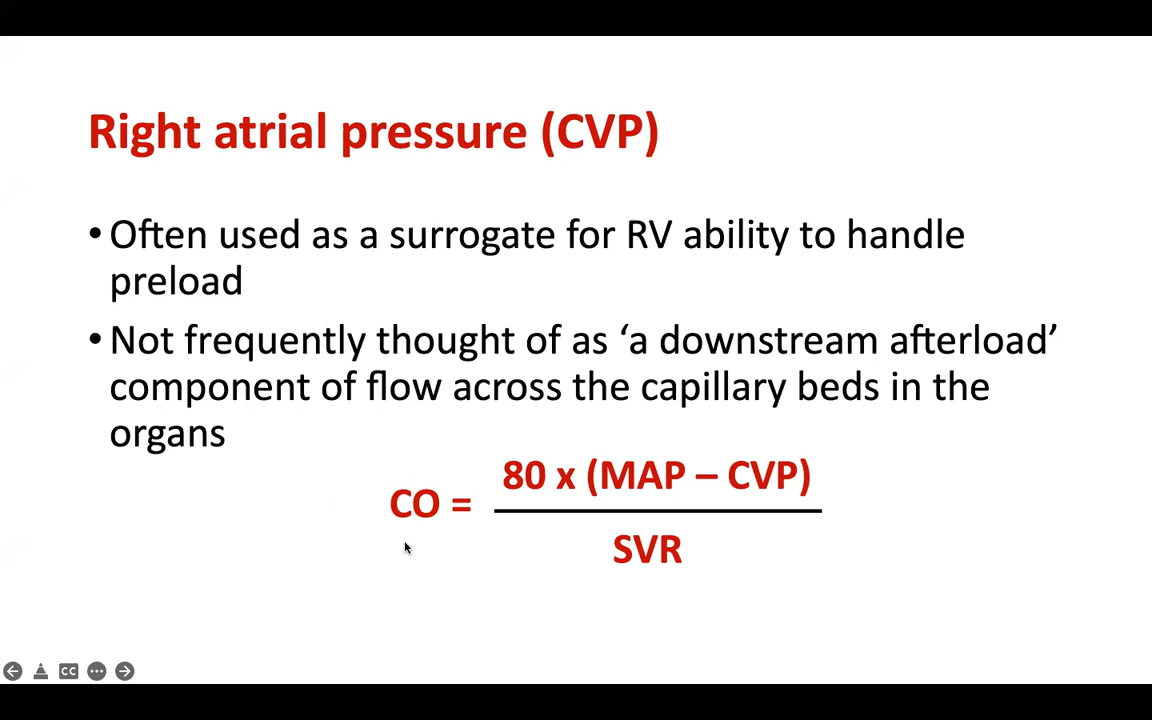 Right atrial pressure (CVP)
• Often used as a surrogate for RV ability to handle
preload
• Not frequently thought of as ‘a downstream afterload’
component of flow across the capillary beds in the
organs
80 x (MAP – CVP)
CO =
SVR
CC